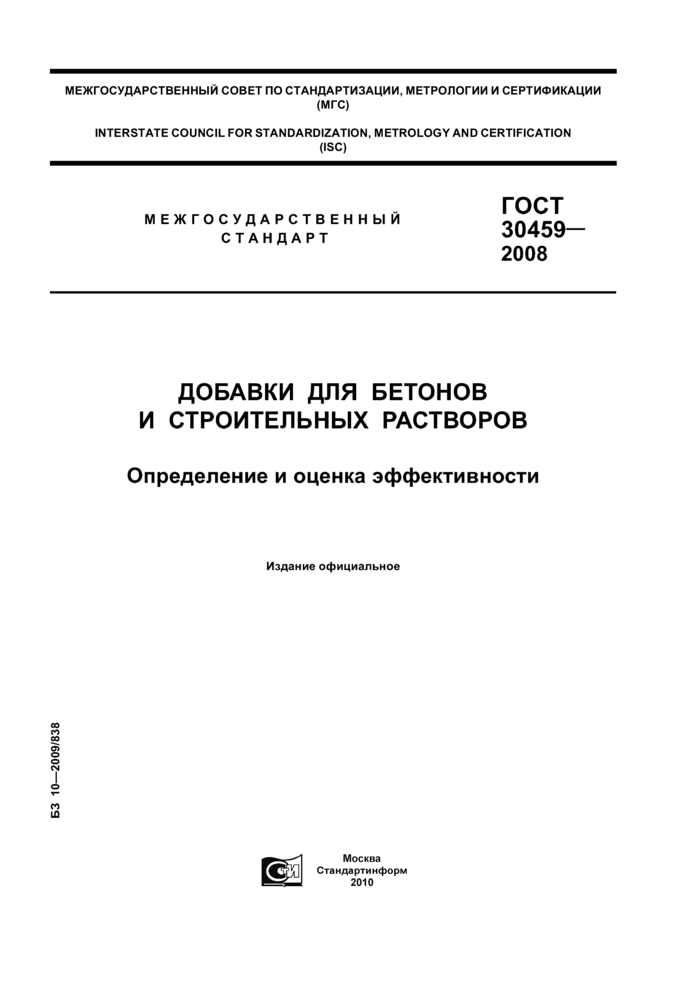 МЕЖГОСУДАРСТВЕННЫЙ СОВЕТ ПО СТАНДАРТИЗАЦИИ, МЕТРОЛОГИИ И СЕРТИФИКАЦИИ
(МГС)
INTERSTATE COUNCIL FOR STANDARDIZATION, METROLOGY AND CERTIFICATION
(ISC)
МЕЖГОСУДАРСТВЕННЫЙ
СТАНДАРТ
ГОСТ
30459—
2008
ДОБАВКИ ДЛЯ БЕТОНОВ
И СТРОИТЕЛЬНЫХ РАСТВОРОВ
Определение и оценка эффективности
Издание официальное
БЗ 10—2009/838
Москва
Стандартинформ
2010